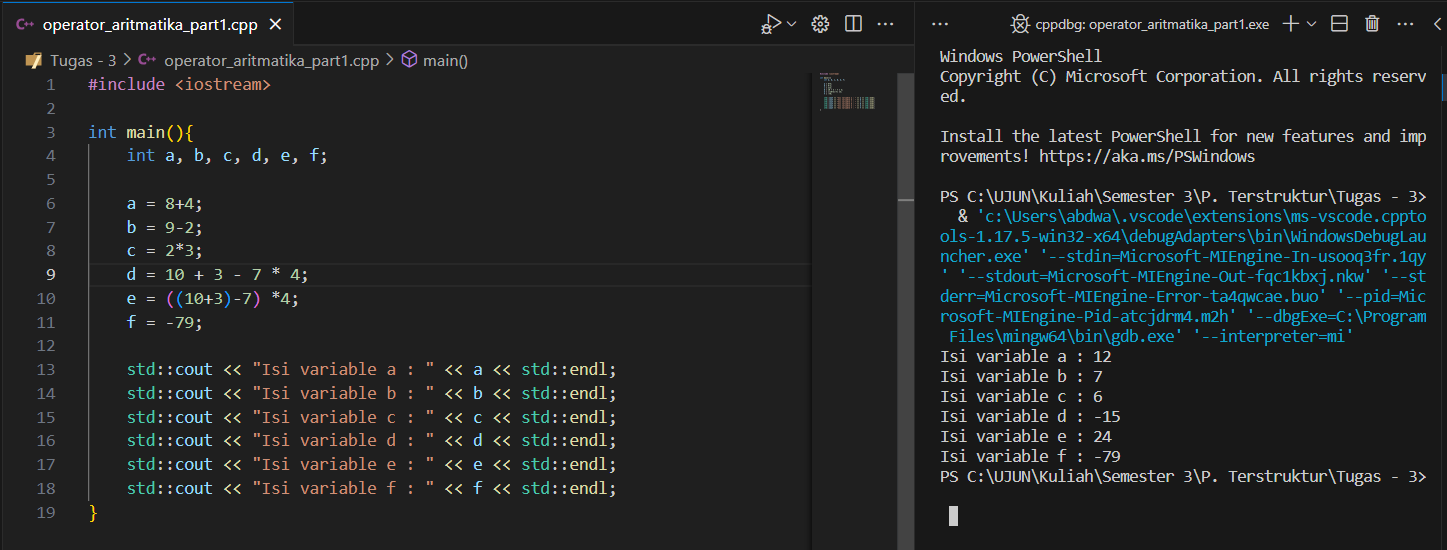 operator_aritmatika_part1.cpp
Tugas - 3 > operator_aritmatika_part1.cpp > main()
1 #include <iostream>
2
3 int main(){
4 int a, b, c, d, e, f;
5
6 a = 8+4;
7 b = 9-2;
8 c = 2*3;
9 d = 10 + 3 - 7 * 4;
10 e = ((10+3)-7) *4;
11 f = -79;
12
13 std::cout << "Isi variable a : " << a << std::endl;
14 std::cout << "Isi variable b : " << b << std::endl;
15 std::cout << "Isi variable c : " << c << std::endl;
16 std::cout << "Isi variable d : " << d << std::endl;
17 std::cout << "Isi variable e : " << e << std::endl;
18 std::cout << "Isi variable f : " << f << std::endl;
19 }
cppdbg: operator_aritmatika_part1.exe
Windows PowerShell
Copyright (C) Microsoft Corporation. All rights reserv
ed.
Install the latest PowerShell for new features and imp
rovements! https://aka.ms/PSWindows
PS C:\UJUN\Kuliah\Semester 3\P. Terstruktur\Tugas - 3>
& 'c:\Users\abdwa\.vscode\extensions\ms-vscode.cppto
ols-1.17.5-win32-x64\debugAdapters\bin\WindowsDebugLau
ncher.exe' '--stdin=Microsoft-MIEngine-In-usooq3fr.1qy
' '--stdout=Microsoft-MIEngine-Out-fqc1kbxj.nkw' '--st
derr=Microsoft-MIEngine-Error-ta4qwcae.buo' '--pid=Mic
rosoft-MIEngine-Pid-atcjdrm4.m2h' '--dbgExe=C:\Program
Files\mingw64\bin\gdb.exe' '--interpreter=mi'
Isi variable a : 12
Isi variable b : 7
Isi variable c : 6
Isi variable d : -15
Isi variable e : 24
Isi variable f : -79
PS C:\UJUN\Kuliah\Semester 3\P. Terstruktur\Tugas - 3>